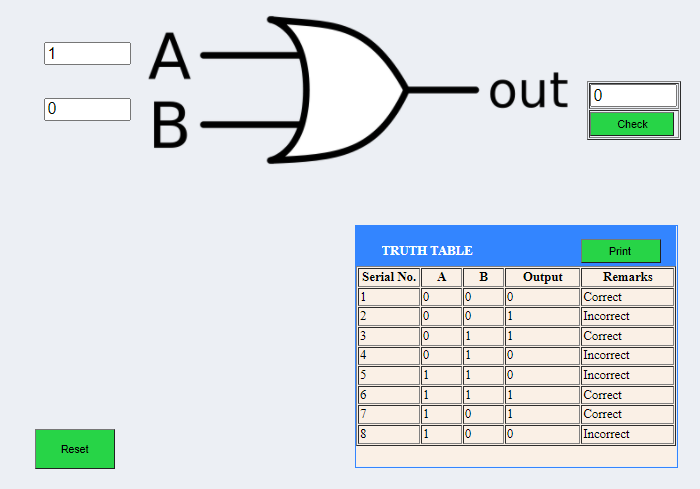 1
A
0
B
out
0
Check
TRUTH TABLE Print
Serial No. A B Output Remarks
1 0 0 0 Correct
2 0 0 1 Incorrect
3 0 1 1 Correct
4 0 1 0 Incorrect
5 1 1 0 Incorrect
6 1 1 1 Correct
7 1 0 1 Correct
8 1 0 0 Incorrect
Reset